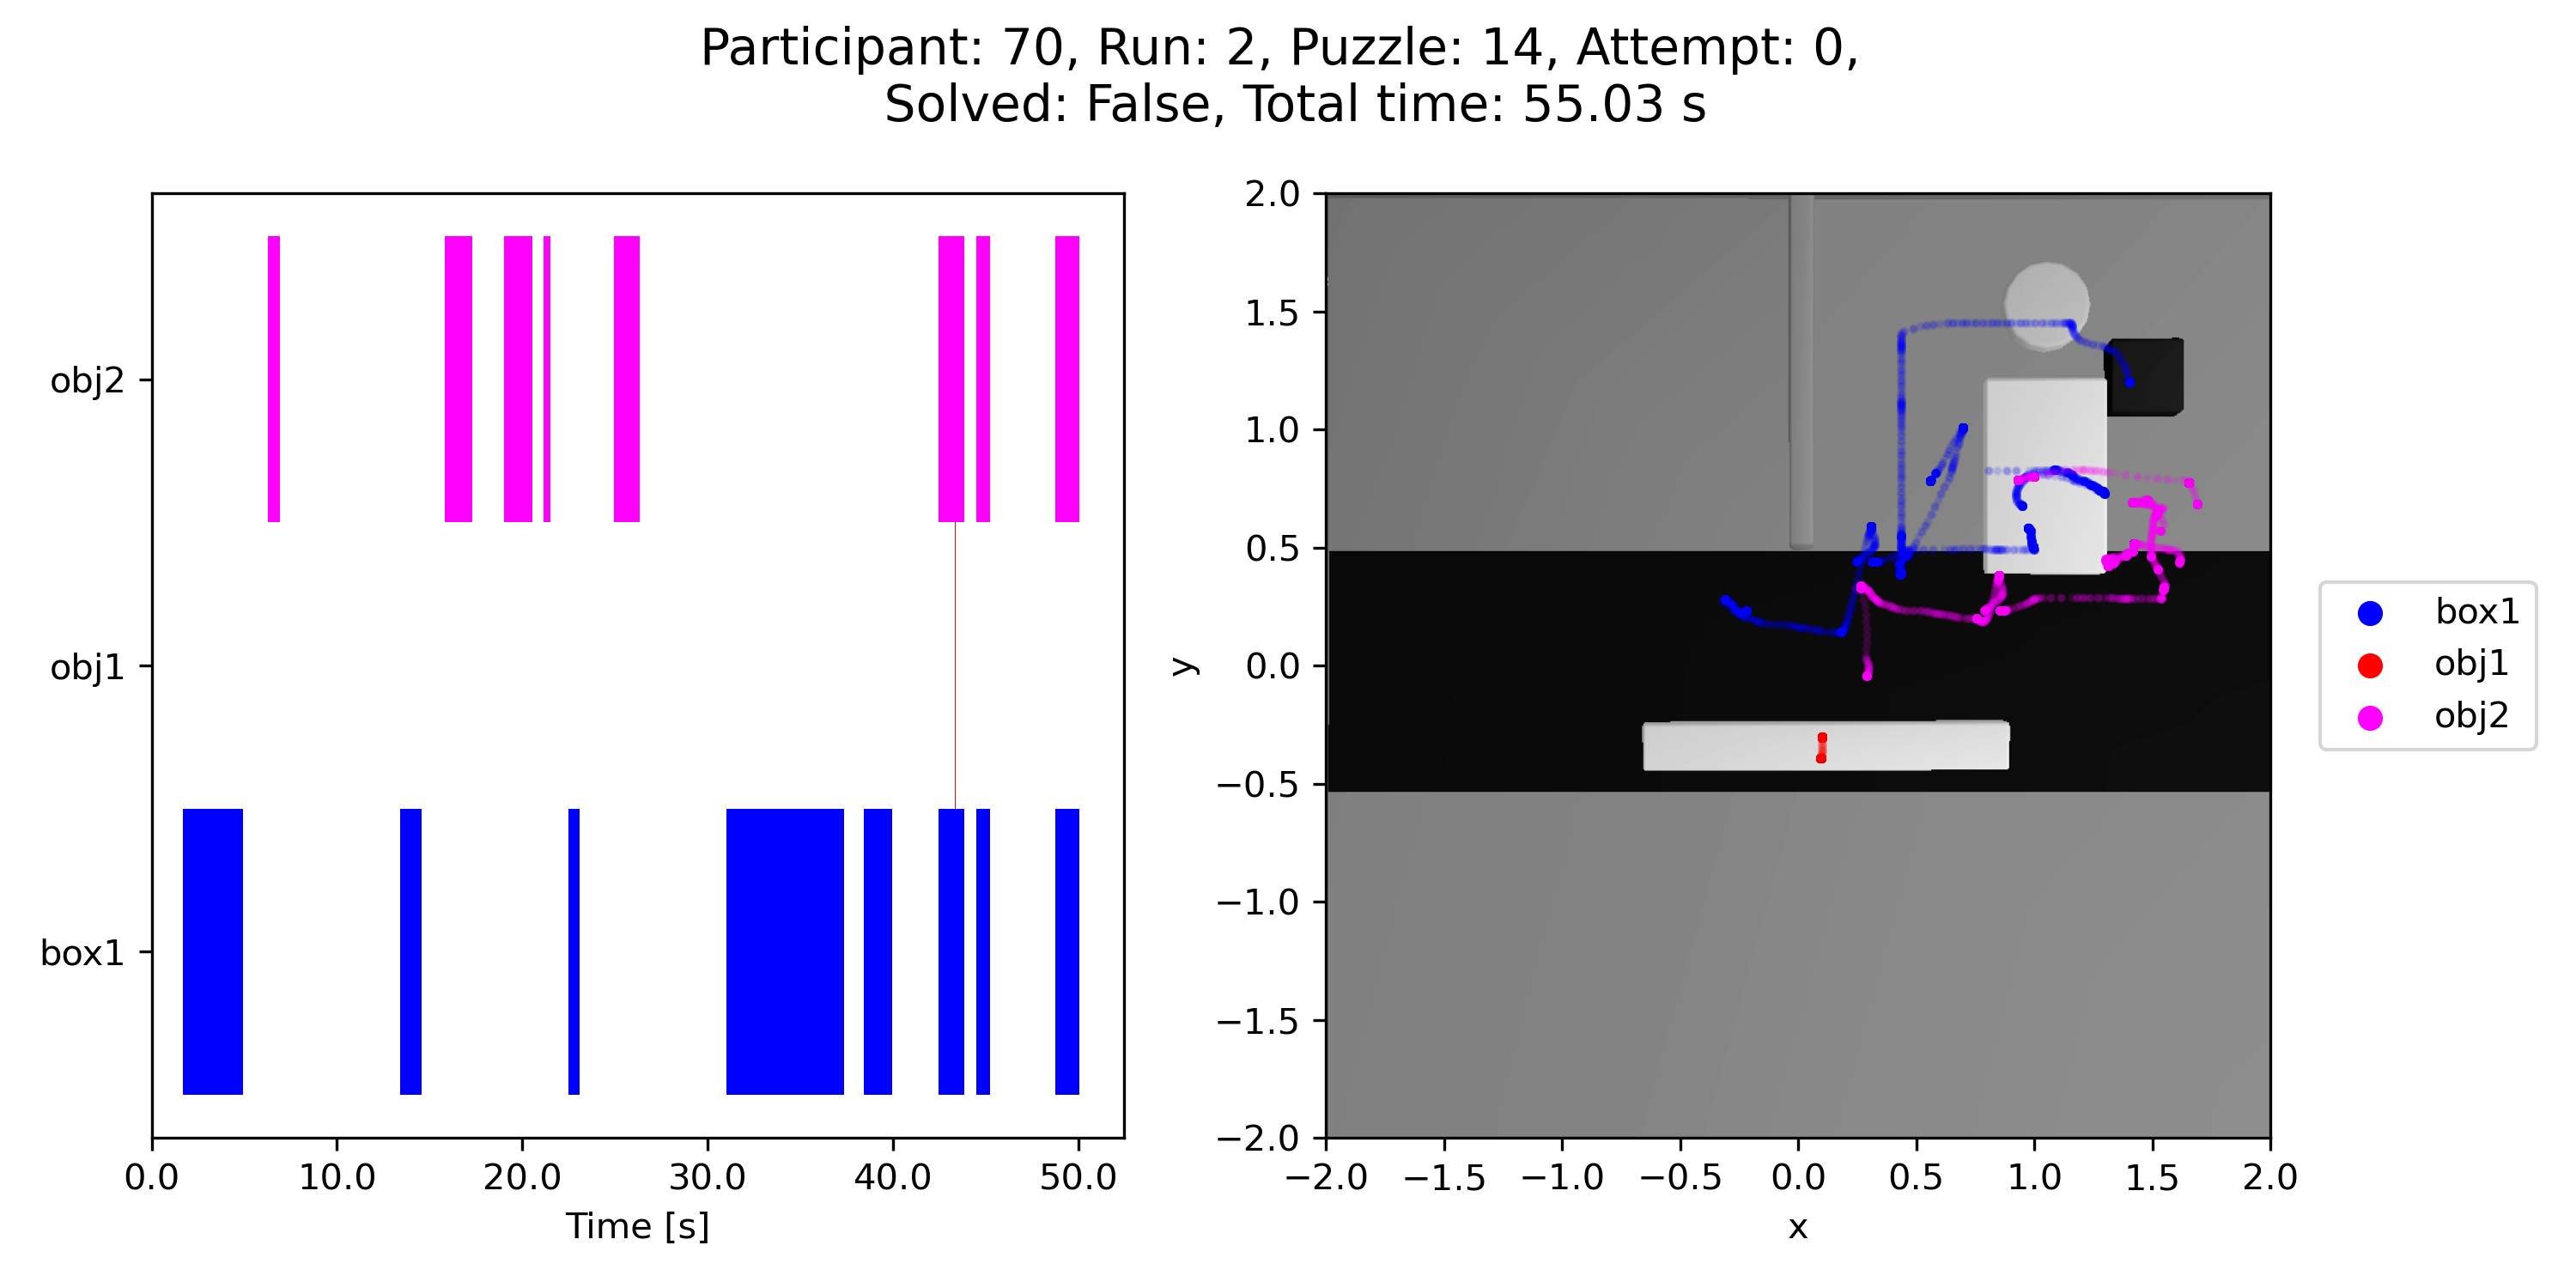 Participant: 70, Run: 2, Puzzle: 14, Attempt: 0,
Solved: False, Total time: 55.03 s
obj2
obj1
box1
0.0 10.0 20.0 30.0 40.0 50.0
Time [s]
2.0
1.5
1.0
0.5
0.0
−0.5
−1.0
−1.5
−2.0
y
−2.0 −1.5 −1.0 −0.5 0.0 0.5 1.0 1.5 2.0
x
box1
obj1
obj2